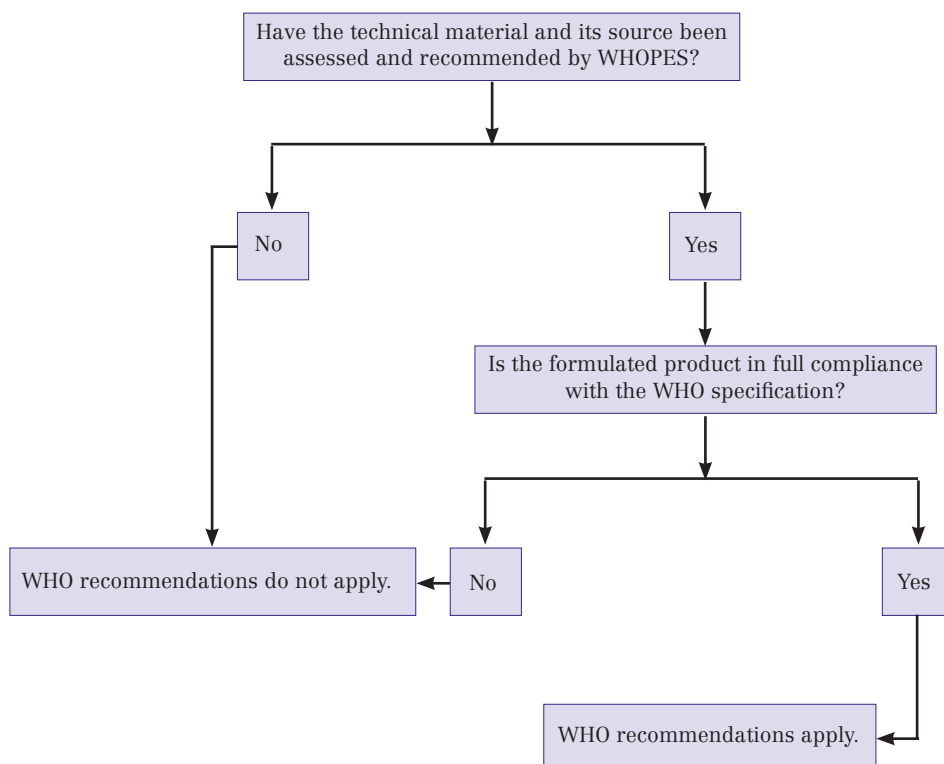 Have the technical material and its source been
assessed and recommended by WHOPES?
No
Yes
Is the formulated product in full compliance
with the WHO specification?
WHO recommendations do not apply.
No
Yes
WHO recommendations apply.